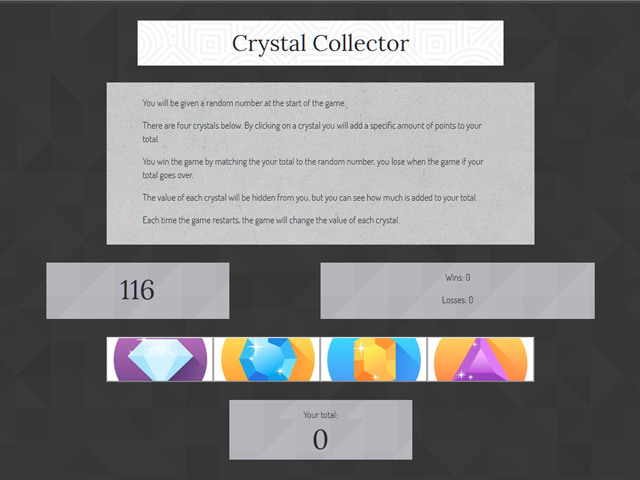 Crystal Collector
You will be given a random number at the start of the game.
There are four crystals below. By clicking on a crystal you will add a specific amount of points to your
total.
You win the game by matching the your total to the random number, you lose when the game if your
total goes over.
The value of each crystal will be hidden from you, but you can see how much is added to your total.
Each time the game restarts, the game will change the value of each crystal.
116
Wins: 0
Losses: 0
Your total:
0